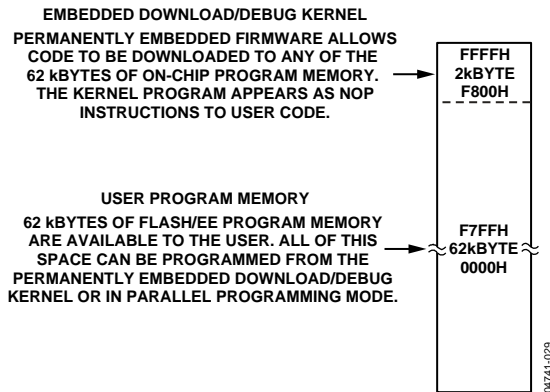 EMBEDDED DOWNLOAD/DEBUG KERNEL
PERMANENTLY EMBEDDED FIRMWARE ALLOWS
CODE TO BE DOWNLOADED TO ANY OF THE
62 kBYTES OF ON-CHIP PROGRAM MEMORY.
THE KERNEL PROGRAM APPEARS AS NOP
INSTRUCTIONS TO USER CODE.
FFFFH
2kBYTE
F800H
USER PROGRAM MEMORY
62 kBYTES OF FLASH/EE PROGRAM MEMORY
ARE AVAILABLE TO THE USER. ALL OF THIS
SPACE CAN BE PROGRAMMED FROM THE
PERMANENTLY EMBEDDED DOWNLOAD/DEBUG
KERNEL OR IN PARALLEL PROGRAMMING MODE.
F7FFH
62kBYTE
0000H
04741-029